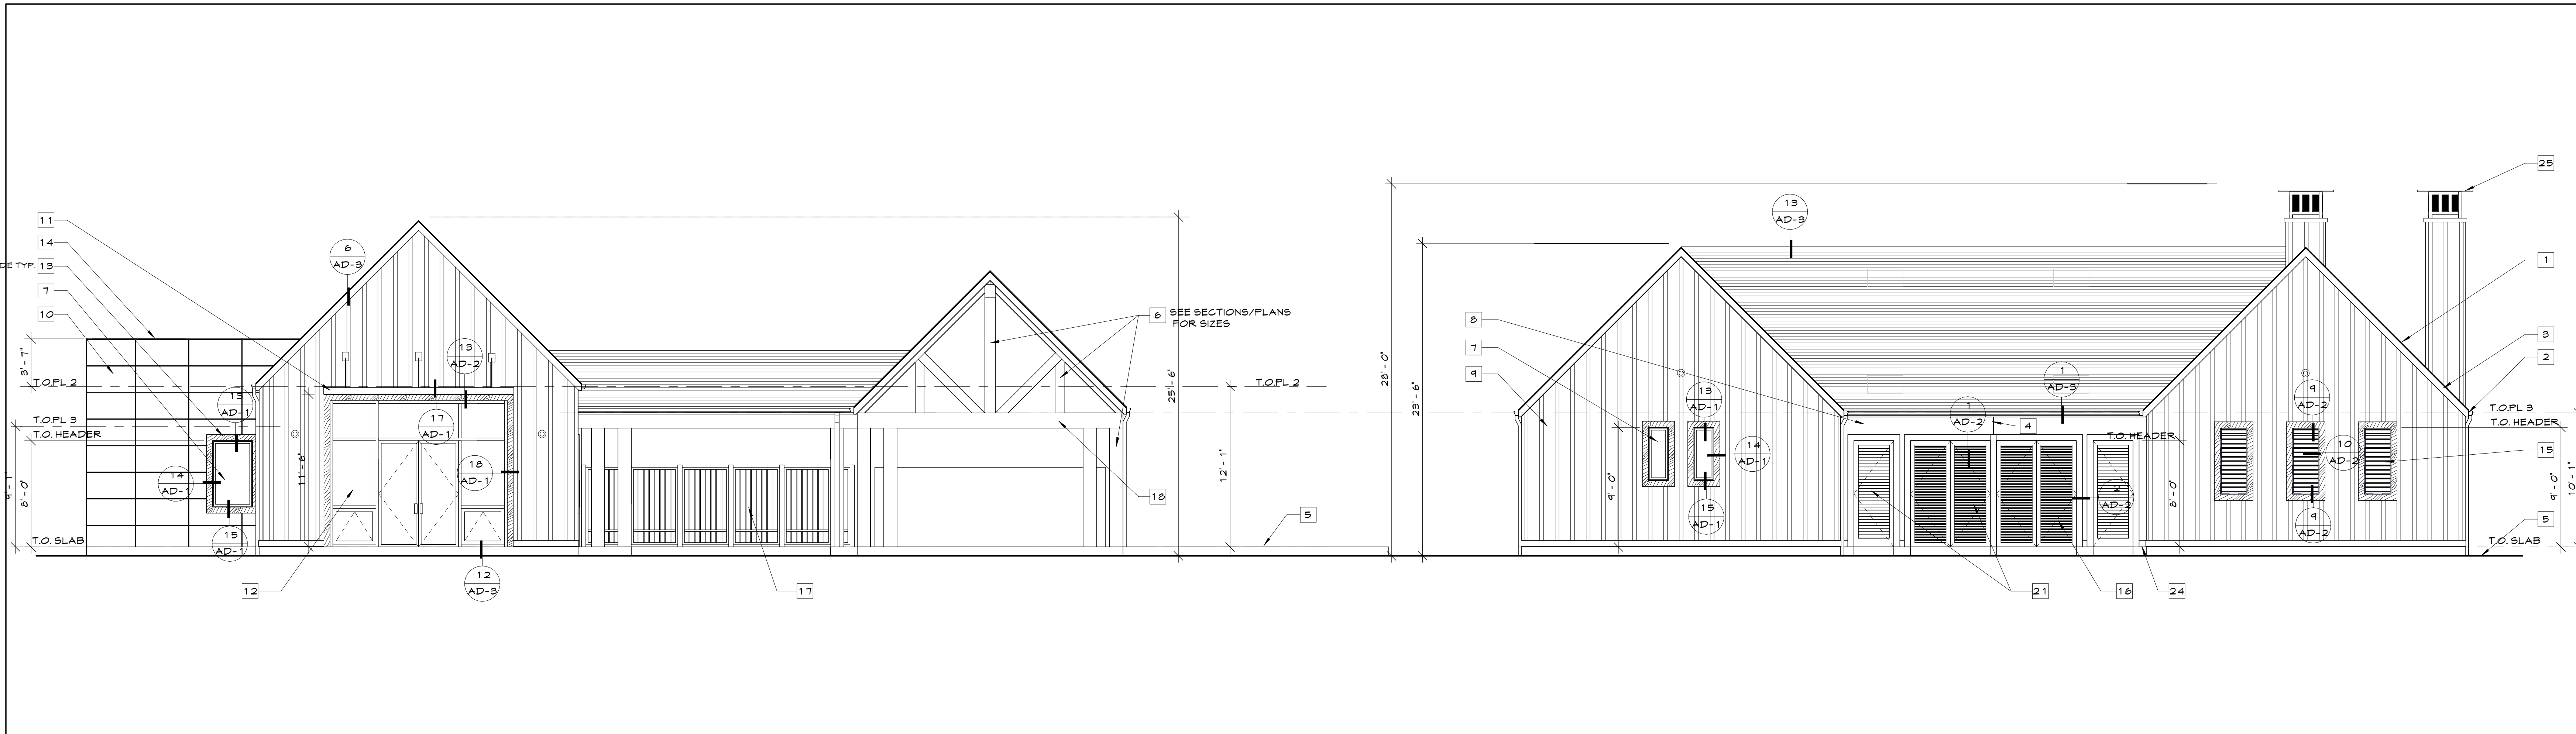 11
14
DE TYP. 13
7
10
3' - 7"
T.O.PL 2
T.O.PL 3
T.O. HEADER
9' - 1"
8' - 0"
T.O. SLAB
6
AD-3
13
AD-2
13
AD-1
14
AD-1
15
AD-1
11' - 8"
17
AD-1
18
AD-1
12
12
AD-3
17
6 SEE SECTIONS/PLANS
FOR SIZES
18
5
25' - 6"
12' - 1"
T.O.PL 2
28' - 0"
23' - 6"
8
7
9
13
AD-3
13
AD-1
14
AD-1
15
AD-1
9' - 0"
1
AD-2
1
AD-3
4
T.O. HEADER
2
AD-2
8' - 0"
21
16
24
9
AD-2
10
AD-2
9
AD-2
25
1
3
2
T.O.PL 3
T.O. HEADER
15
5
T.O. SLAB
9' - 0"
10' - 1"